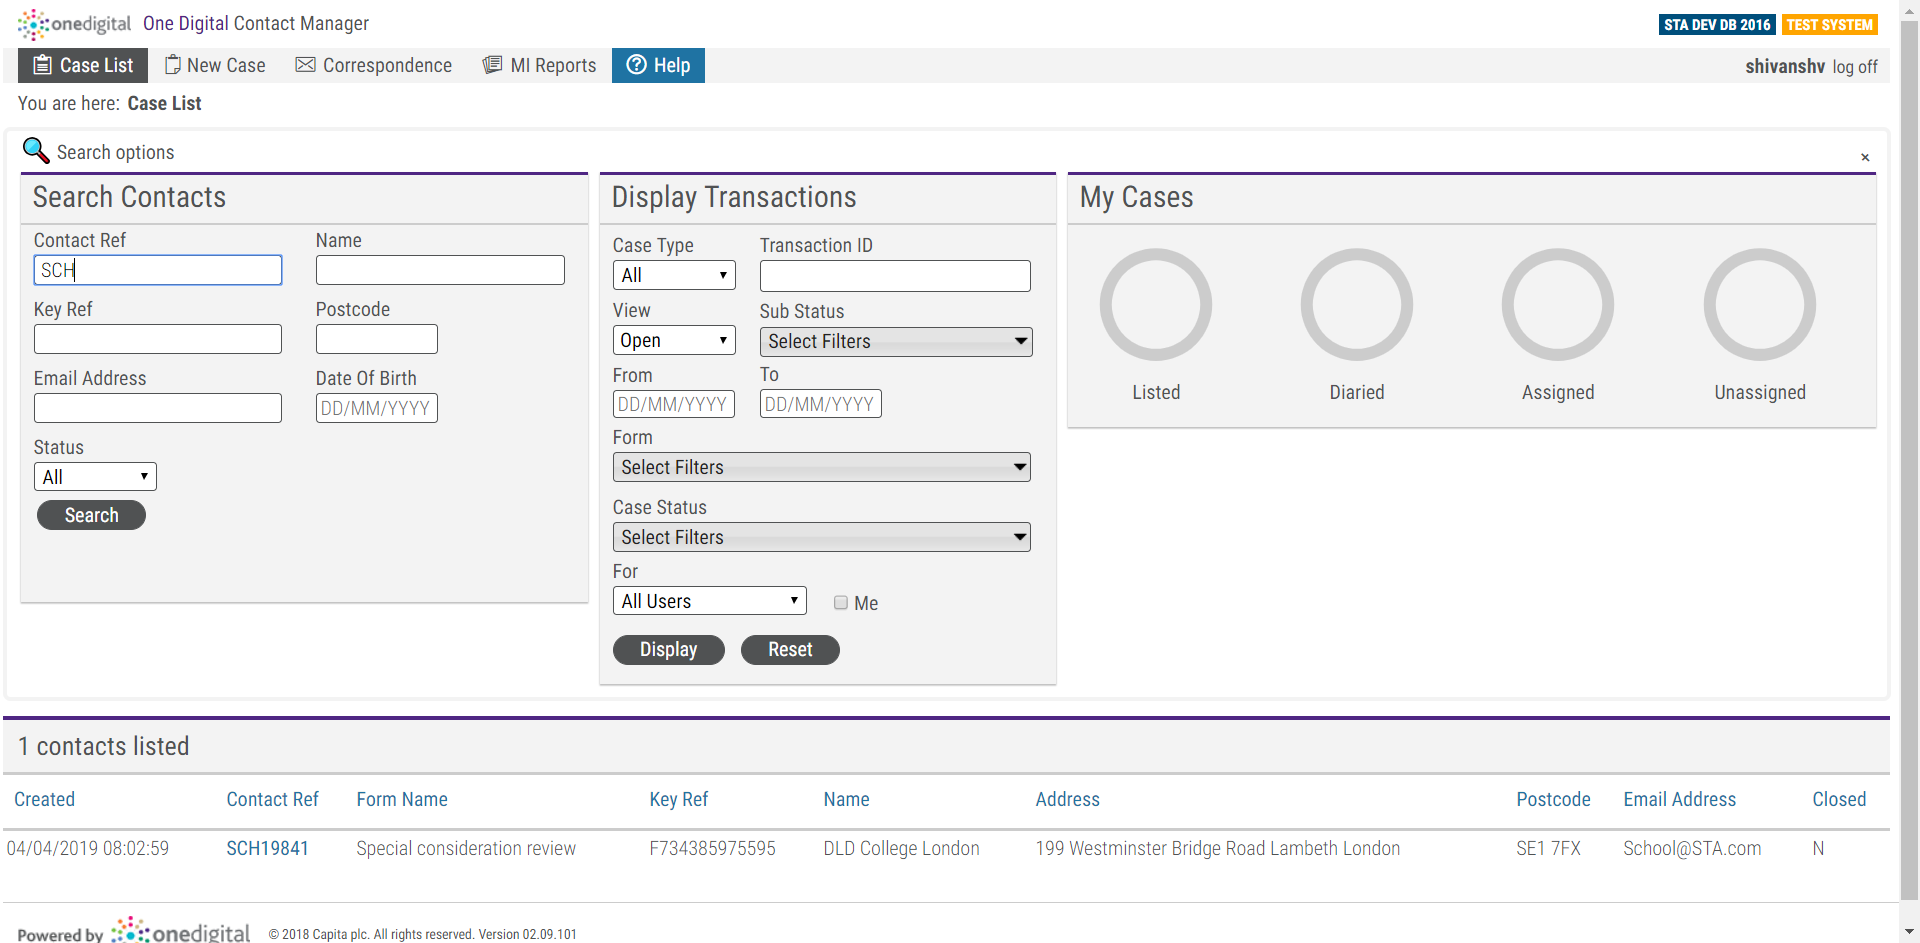 onedigital One Digital Contact Manager
STA DEV DB 2016 TEST SYSTEM
Case List New Case Correspondence MI Reports Help
shivanshv log off
You are here: Case List
Search options
×
Search Contacts
Contact Ref Name
SCH
Key Ref Postcode
Email Address Date Of Birth
DD/MM/YYYY
Status
All
Search
Display Transactions
Case Type Transaction ID
All
View Sub Status
Open Select Filters
From To
DD/MM/YYYY DD/MM/YYYY
Form
Select Filters
Case Status
Select Filters
For
All Users Me
Display Reset
My Cases
Listed Diaried Assigned Unassigned
1 contacts listed
Created Contact Ref Form Name Key Ref Name Address Postcode Email Address Closed
04/04/2019 08:02:59 SCH19841 Special consideration review F734385975595 DLD College London 199 Westminster Bridge Road Lambeth London SE1 7FX School@STA.com N
Powered by onedigital © 2018 Capita plc. All rights reserved. Version 02.09.101